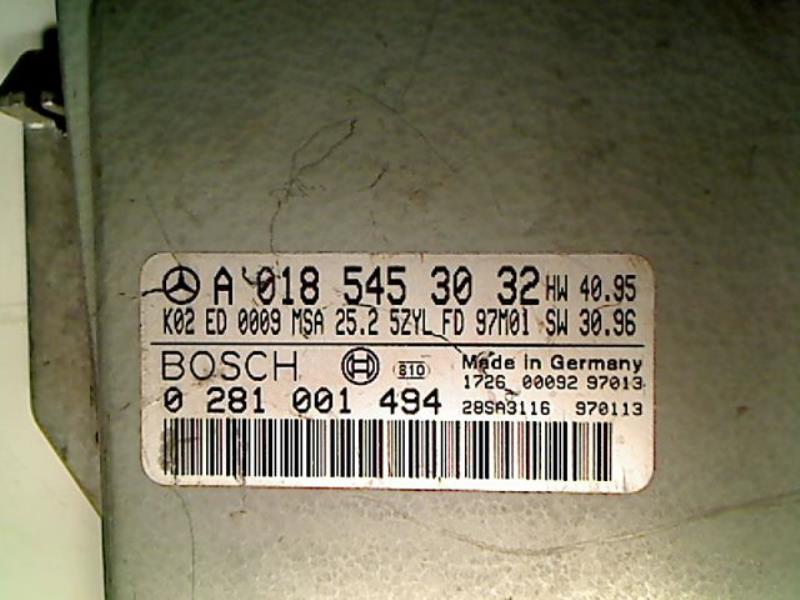 A 018 545 30 32 HW 40.95
K02 ED 0009 MSA 25.2 5ZYL FD 97M01 SW 30.96
BOSCH 810 Made in Germany
1726 00092 97013
0 281 001 494 28SA3116 970113